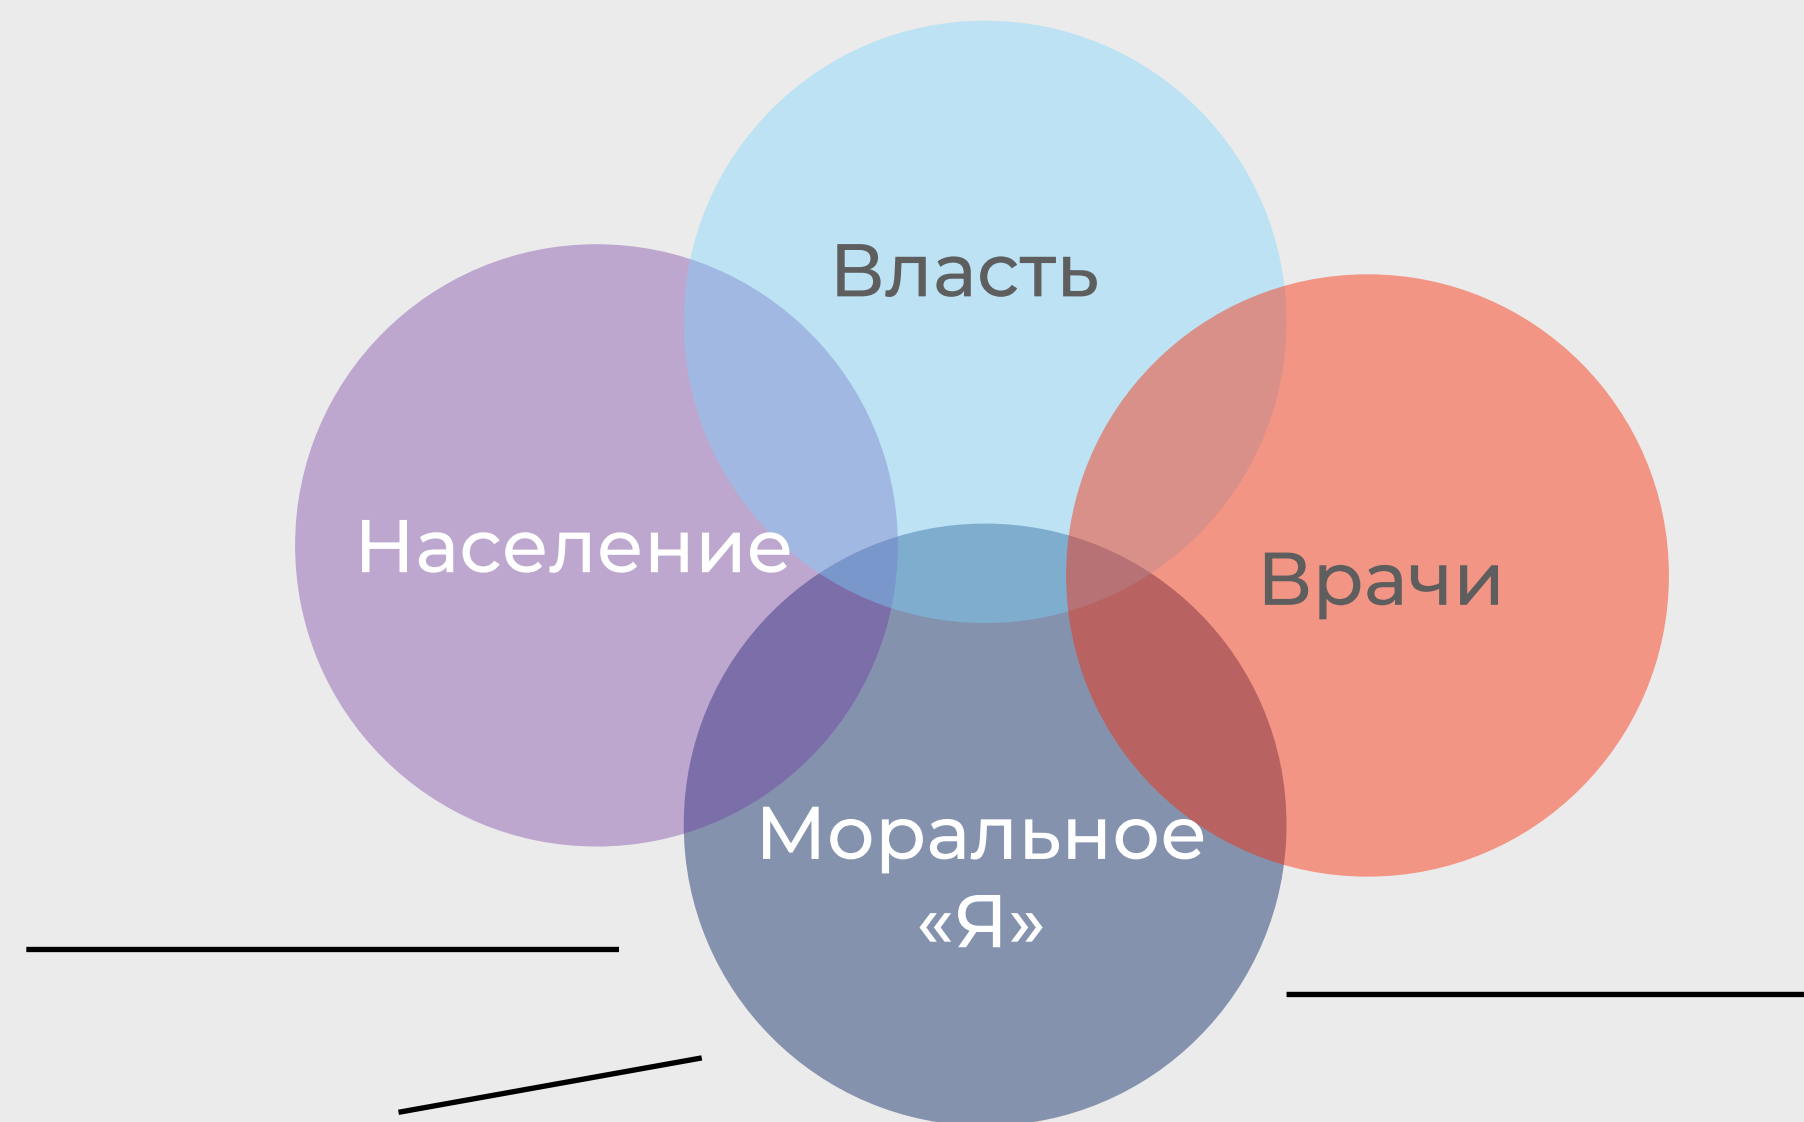 Власть
Население
Врачи
Моральное
«Я»